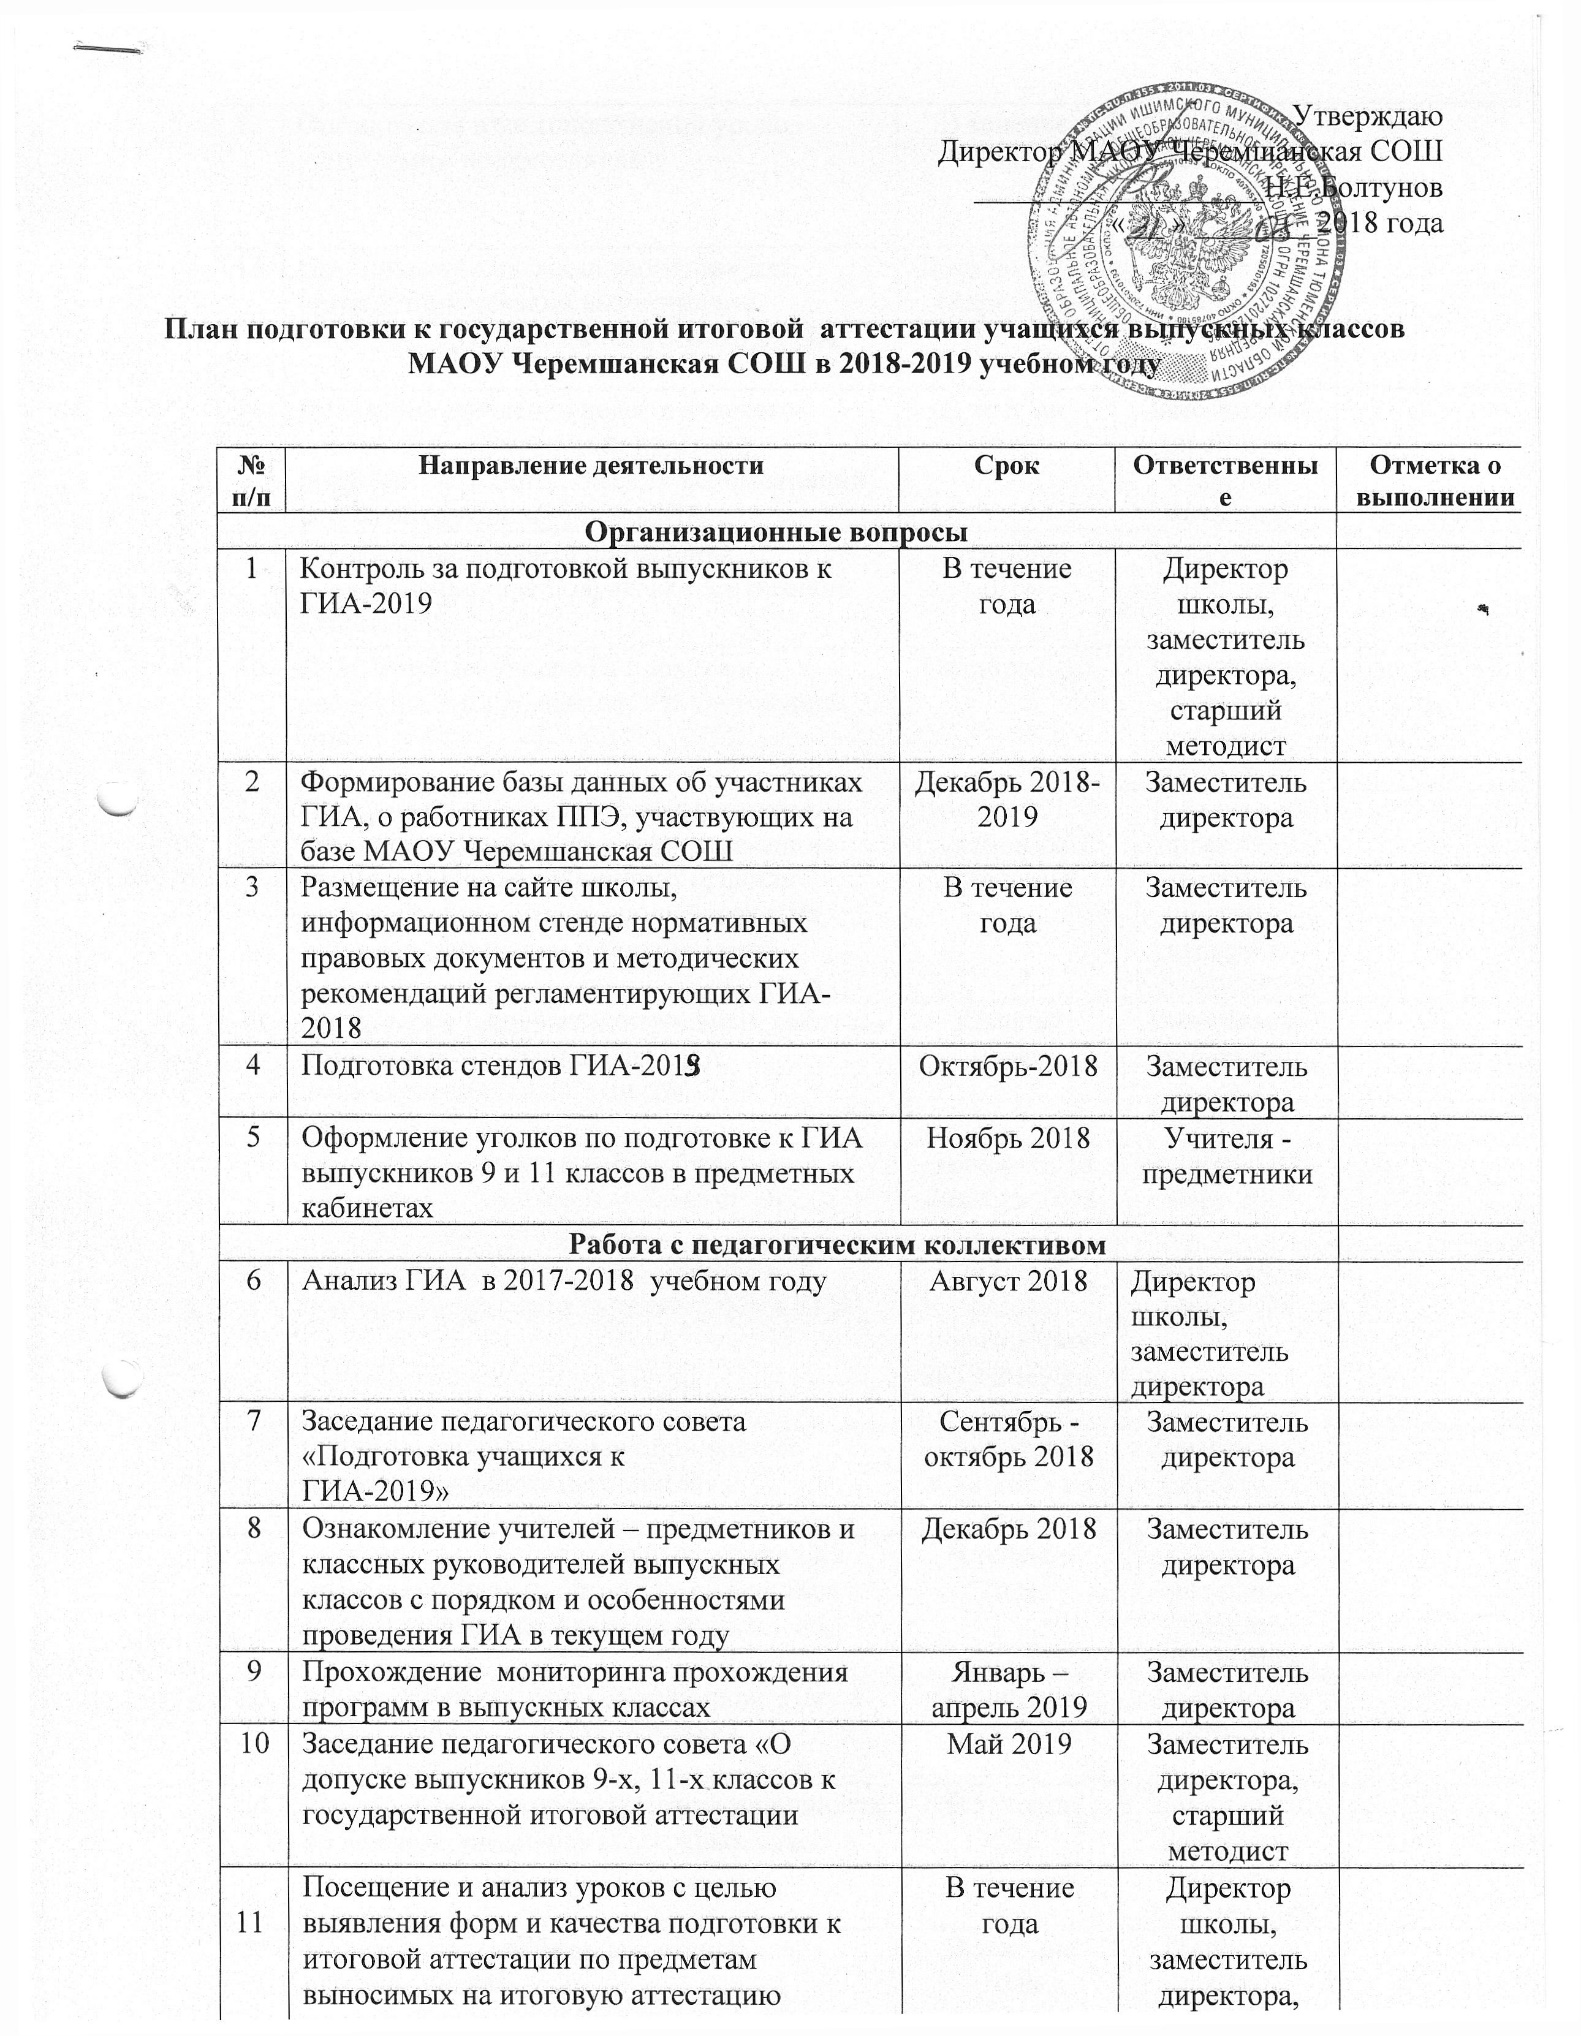 Утверждаю
Директор МАОУ Черемшанская СОШ
Н.Е.Болтунов
« 31 » 08 2018 года
План подготовки к государственной итоговой аттестации учащихся выпускных классов
МАОУ Черемшанская СОШ в 2018-2019 учебном году
№ п/п
Направление деятельности
Срок
Ответственны
е
Отметка о
выполнении
Организационные вопросы
1
Контроль за подготовкой выпускников к
ГИА-2019
В течение
года
Директор
школы,
заместитель
директора,
старший
методист
2
Формирование базы данных об участниках
ГИА, о работниках ППЭ, участвующих на
базе МАОУ Черемшанская СОШ
Декабрь 2018-
2019
Заместитель
директора
3
Размещение на сайте школы,
информационном стенде нормативных
правовых документов и методических
рекомендаций регламентирующих ГИА-
2018
В течение
года
Заместитель
директора
4
Подготовка стендов ГИА-2019
Октябрь-2018
Заместитель
директора
5
Оформление уголков по подготовке к ГИА
выпускников 9 и 11 классов в предметных
кабинетах
Ноябрь 2018
Учителя -
предметники
Работа с педагогическим коллективом
6
Анализ ГИА в 2017-2018 учебном году
Август 2018
Директор
школы,
заместитель
директора
7
Заседание педагогического совета
«Подготовка учащихся к
ГИА-2019»
Сентябрь -
октябрь 2018
Заместитель
директора
8
Ознакомление учителей – предметников и
классных руководителей выпускных
классов с порядком и особенностями
проведения ГИА в текущем году
Декабрь 2018
Заместитель
директора
9
Прохождение мониторинга прохождения
программ в выпускных классах
Январь –
апрель 2019
Заместитель
директора
10
Заседание педагогического совета «О
допуске выпускников 9-х, 11-х классов к
государственной итоговой аттестации
Май 2019
Заместитель
директора,
старший
методист
11
Посещение и анализ уроков с целью
выявления форм и качества подготовки к
итоговой аттестации по предметам
выносимых на итоговую аттестацию
В течение
года
Директор
школы,
заместитель
директора,